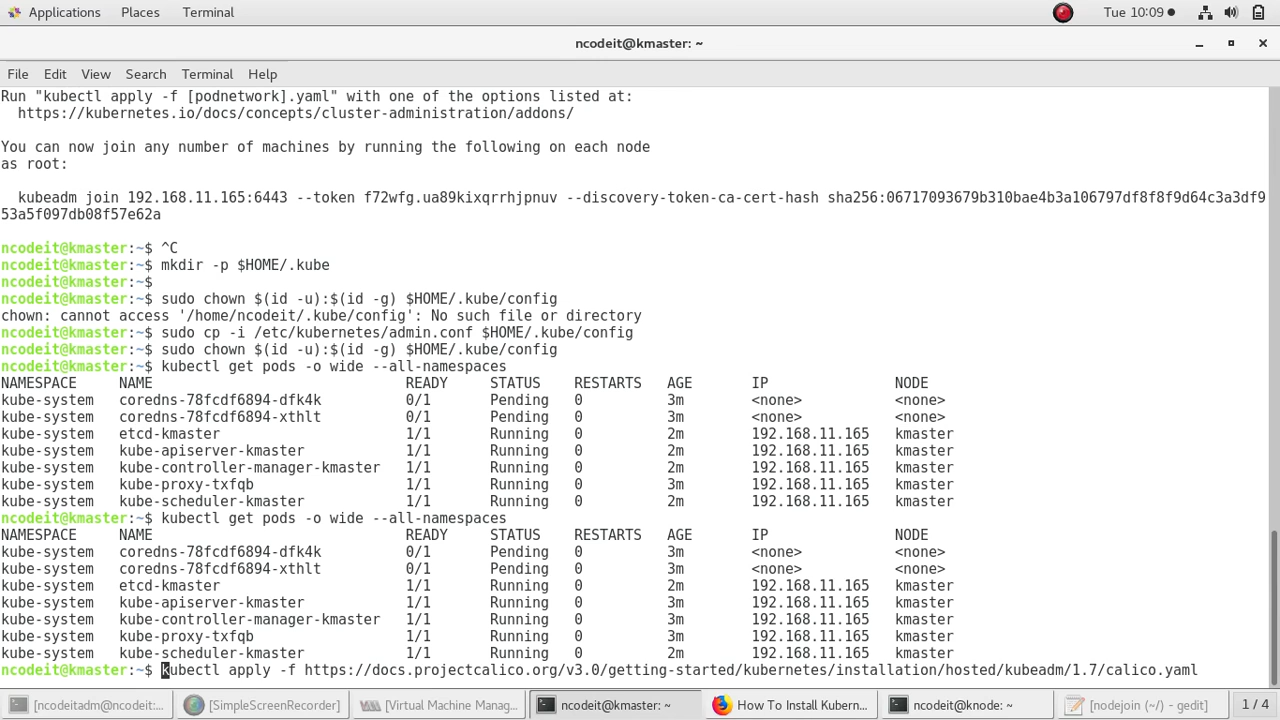 Applications Places Terminal Tue 10:09
ncodeit@kmaster: ~
File Edit View Search Terminal Help
Run "kubectl apply -f [podnetwork].yaml" with one of the options listed at:
https://kubernetes.io/docs/concepts/cluster-administration/addons/
You can now join any number of machines by running the following on each node
as root:
kubeadm join 192.168.11.165:6443 --token f72wfg.ua89kixqrrhjpnuv --discovery-token-ca-cert-hash sha256:06717093679b310bae4b3a106797df8f8f9d64c3a3df9
53a5f097db08f57e62a
ncodeit@kmaster:~$ ^C
ncodeit@kmaster:~$ mkdir -p $HOME/.kube
ncodeit@kmaster:~$
ncodeit@kmaster:~$ sudo chown $(id -u):$(id -g) $HOME/.kube/config
chown: cannot access '/home/ncodeit/.kube/config': No such file or directory
ncodeit@kmaster:~$ sudo cp -i /etc/kubernetes/admin.conf $HOME/.kube/config
ncodeit@kmaster:~$ sudo chown $(id -u):$(id -g) $HOME/.kube/config
ncodeit@kmaster:~$ kubectl get pods -o wide --all-namespaces
NAMESPACE NAME READY STATUS RESTARTS AGE IP NODE
kube-system coredns-78fcdf6894-dfk4k 0/1 Pending 0 3m <none> <none>
kube-system coredns-78fcdf6894-xthlt 0/1 Pending 0 3m <none> <none>
kube-system etcd-kmaster 1/1 Running 0 2m 192.168.11.165 kmaster
kube-system kube-apiserver-kmaster 1/1 Running 0 2m 192.168.11.165 kmaster
kube-system kube-controller-manager-kmaster 1/1 Running 0 2m 192.168.11.165 kmaster
kube-system kube-proxy-txfqb 1/1 Running 0 3m 192.168.11.165 kmaster
kube-system kube-scheduler-kmaster 1/1 Running 0 2m 192.168.11.165 kmaster
ncodeit@kmaster:~$ kubectl get pods -o wide --all-namespaces
NAMESPACE NAME READY STATUS RESTARTS AGE IP NODE
kube-system coredns-78fcdf6894-dfk4k 0/1 Pending 0 3m <none> <none>
kube-system coredns-78fcdf6894-xthlt 0/1 Pending 0 3m <none> <none>
kube-system etcd-kmaster 1/1 Running 0 2m 192.168.11.165 kmaster
kube-system kube-apiserver-kmaster 1/1 Running 0 3m 192.168.11.165 kmaster
kube-system kube-controller-manager-kmaster 1/1 Running 0 3m 192.168.11.165 kmaster
kube-system kube-proxy-txfqb 1/1 Running 0 3m 192.168.11.165 kmaster
kube-system kube-scheduler-kmaster 1/1 Running 0 3m 192.168.11.165 kmaster
ncodeit@kmaster:~$ kubectl apply -f https://docs.projectcalico.org/v3.0/getting-started/kubernetes/installation/hosted/kubeadm/1.7/calico.yaml
[ncodeitadm@ncodeit:... [SimpleScreenRecorder] [Virtual Machine Manag... ncodeit@kmaster: ~ How To Install Kubern... ncodeit@knode: ~ [nodejoin (~/) - gedit] 1 / 4